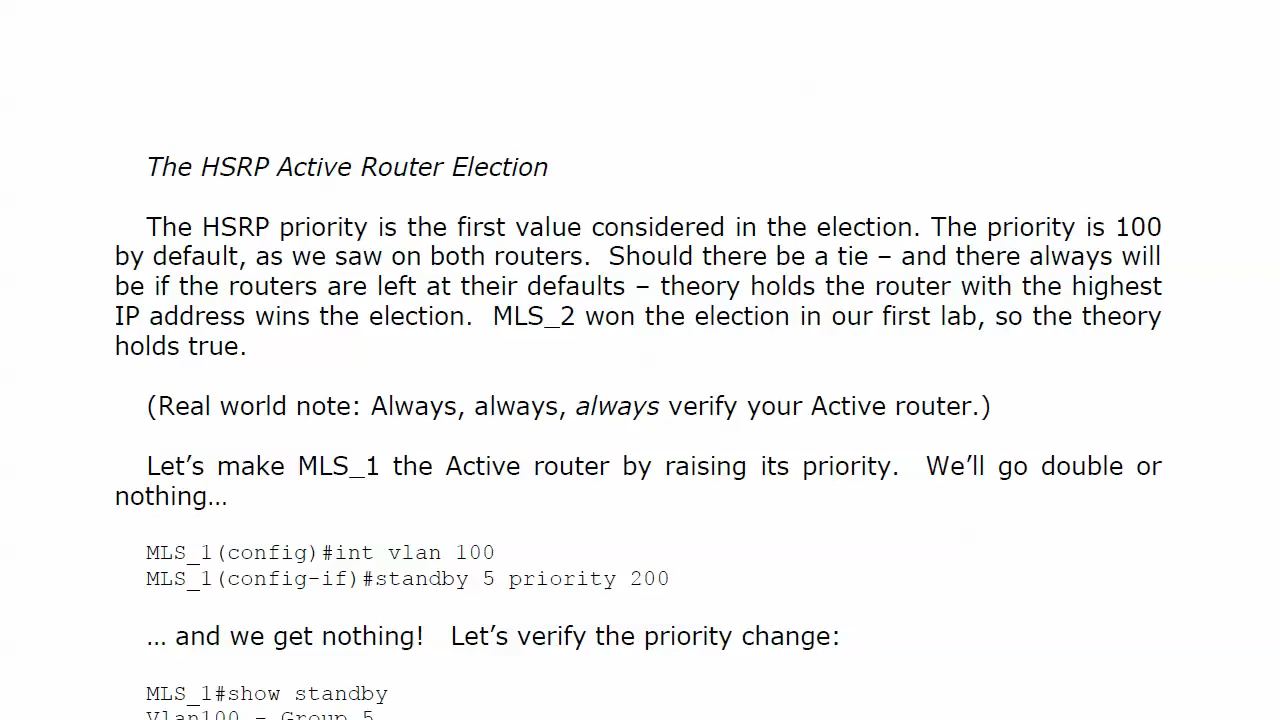 The HSRP Active Router Election
The HSRP priority is the first value considered in the election. The priority is 100
by default, as we saw on both routers. Should there be a tie – and there always will
be if the routers are left at their defaults – theory holds the router with the highest
IP address wins the election. MLS_2 won the election in our first lab, so the theory
holds true.
(Real world note: Always, always, always verify your Active router.)
Let’s make MLS_1 the Active router by raising its priority. We’ll go double or
nothing…
MLS_1(config)#int vlan 100
MLS_1(config-if)#standby 5 priority 200
… and we get nothing! Let’s verify the priority change:
MLS_1#show standby
Vlan100 - Group 5